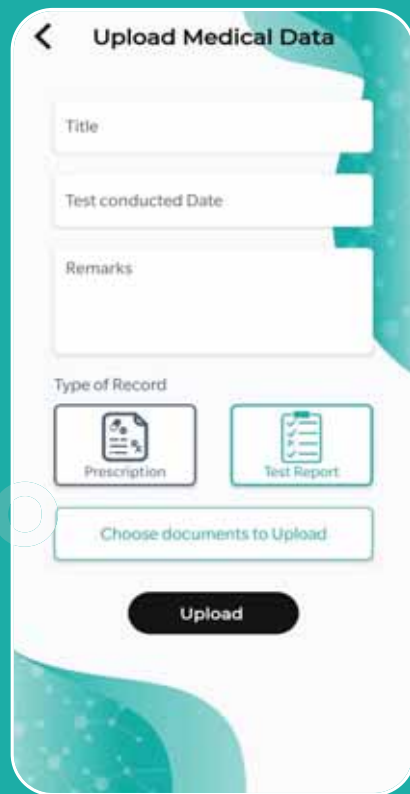 Upload Medical Data
Title
Test conducted Date
Remarks
Type of Record
Prescription
Test Report
Choose documents to Upload
Upload